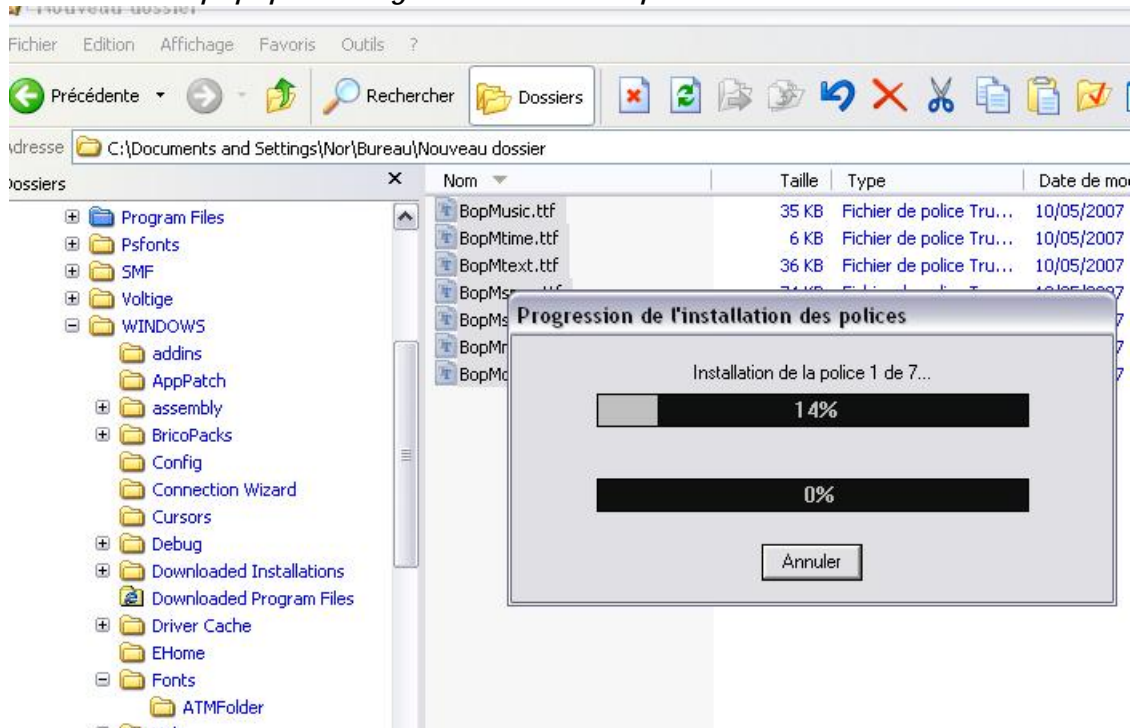 Nouveau dossier
Fichier Edition Affichage Favoris Outils ?
Précédente Rechercher Dossiers
Adresse C:\Documents and Settings\Nor\Bureau\Nouveau dossier
Dossiers × Nom Taille Type Date de mo
Program Files BopMusic.ttf 35 KB Fichier de police Tru... 10/05/2007
Psfonts BopMtime.ttf 6 KB Fichier de police Tru... 10/05/2007
SMF BopMtext.ttf 36 KB Fichier de police Tru... 10/05/2007
Voltige
WINDOWS
addins
AppPatch
assembly
BricoPacks
Config
Connection Wizard
Cursors
Debug
Downloaded Installations
Downloaded Program Files
Driver Cache
EHome
Fonts
ATMFolder
Progression de l'installation des polices
Installation de la police 1 de 7...
14%
0%
Annuler